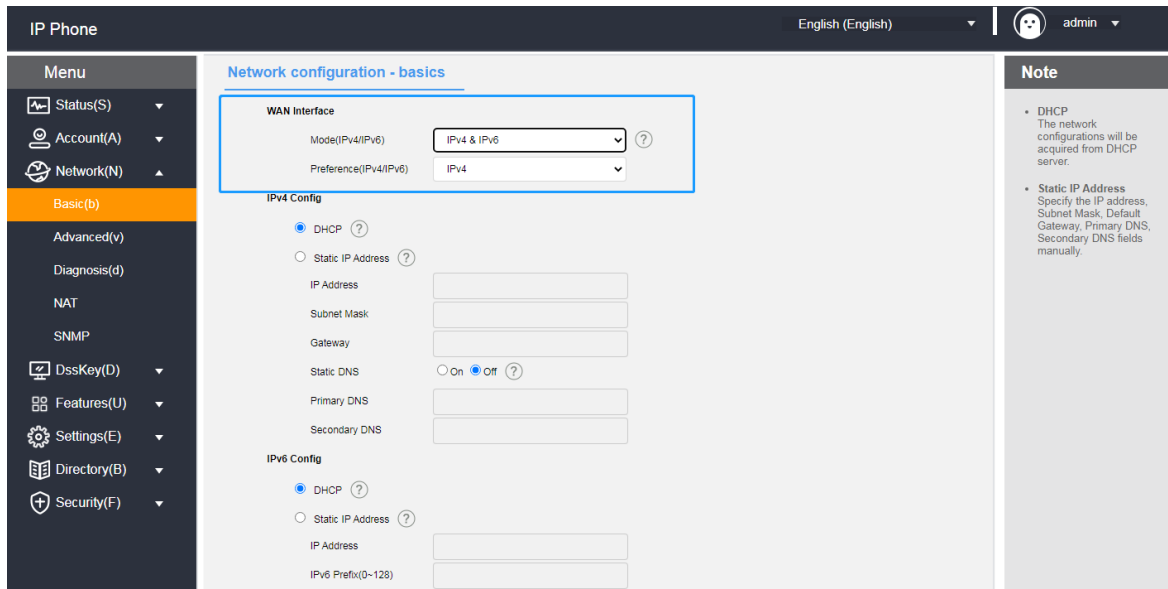 IP Phone
English (English)
admin
Menu
Status(S)
Account(A)
Network(N)
Basic(b)
Advanced(v)
Diagnosis(d)
NAT
SNMP
DssKey(D)
Features(U)
Settings(E)
Directory(B)
Security(F)
Network configuration - basics
WAN Interface
Mode(IPv4/IPv6) IPv4 & IPv6 ?
Preference(IPv4/IPv6) IPv4
IPv4 Config
DHCP ?
Static IP Address ?
IP Address
Subnet Mask
Gateway
Static DNS On Off ?
Primary DNS
Secondary DNS
IPv6 Config
DHCP ?
Static IP Address ?
IP Address
IPv6 Prefix(0~128)
Note
• DHCP
The network
configurations will be
acquired from DHCP
server.
• Static IP Address
Specify the IP address,
Subnet Mask, Default
Gateway, Primary DNS,
Secondary DNS fields
manually.